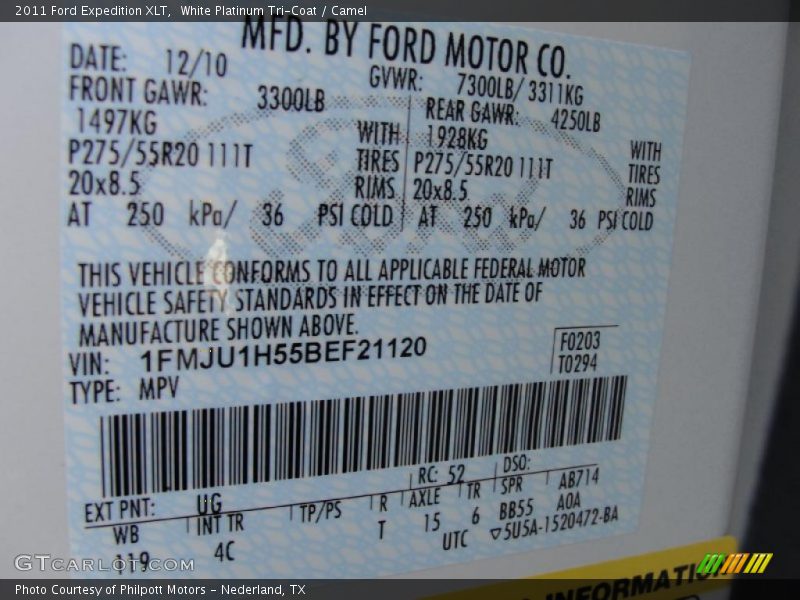 2011 Ford Expedition XLT,  White Platinum Tri-Coat / Camel
MFD. BY FORD MOTOR CO.
DATE: 12/10 GVWR: 7300LB/ 3311KG
FRONT GAWR: 3300LB REAR GAWR: 4250LB
1497KG WITH 1928KG WITH
P275/55R20 111T TIRES P275/55R20 111T TIRES
20x8.5 RIMS 20x8.5 RIMS
AT 250 kPa/ 36 PSI COLD AT 250 kPa/ 36 PSI COLD
THIS VEHICLE CONFORMS TO ALL APPLICABLE FEDERAL MOTOR
VEHICLE SAFETY STANDARDS IN EFFECT ON THE DATE OF
MANUFACTURE SHOWN ABOVE.
VIN: 1FMJU1H55BEF21120 F0203
TYPE: MPV T0294
EXT PNT: UG RC: 52 DSO:
WB INT TR TP/PS R AXLE TR SPR AB714
119 4C T 15 6 BB55 A0A
UTC ▽5U5A-1520472-BA
INFORMATION
GTCARLOT.COM
Photo Courtesy of Philpott Motors - Nederland, TX